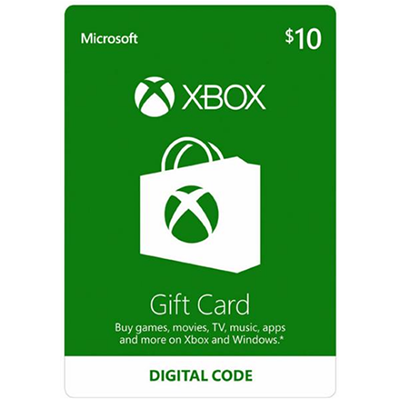 Microsoft $10
XBOX
Gift Card
Buy games, movies, TV, music, apps
and more on Xbox and Windows.*
DIGITAL CODE